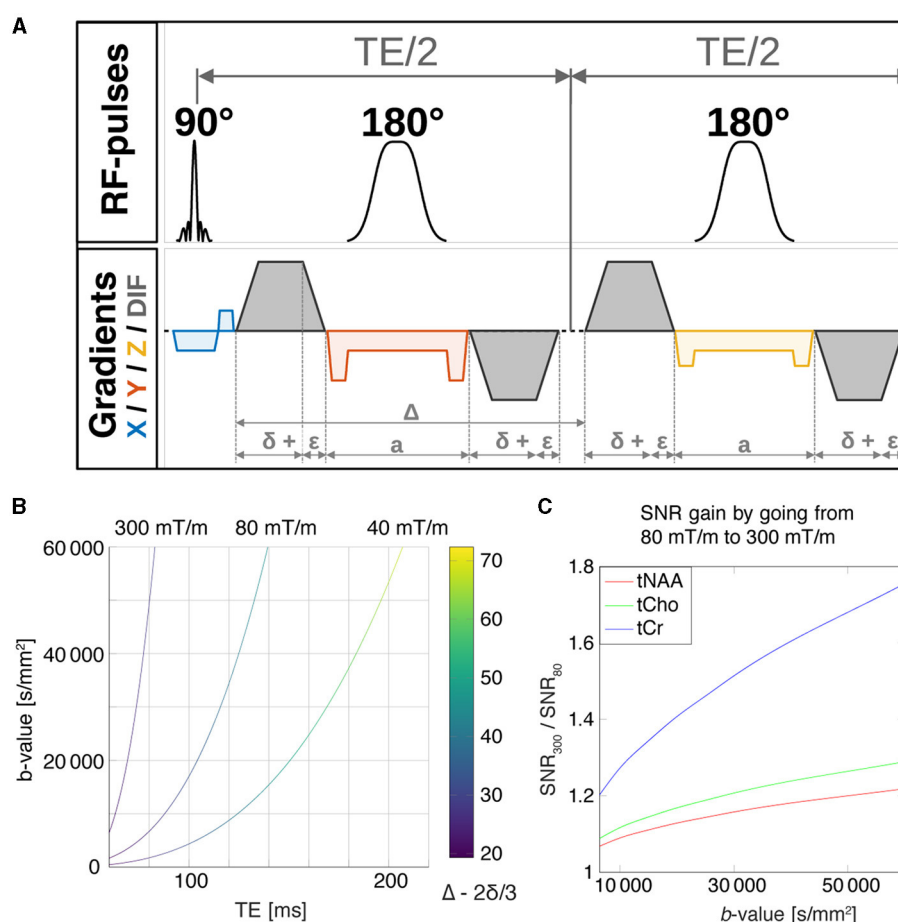 A
RF-pulses
TE/2
TE/2
90°
180°
180°
Gradients
X / Y / Z / DIF
Δ
δ + ε
a
δ + ε
δ + ε
a
δ + ε
B
300 mT/m
80 mT/m
40 mT/m
b-value [s/mm²]
60 000
40 000
20 000
0
100
200
TE [ms]
70
60
50
40
30
20
Δ - 2δ/3
C
SNR gain by going from
80 mT/m to 300 mT/m
tNAA
tCho
tCr
SNR₃₀₀ / SNR₈₀
1.8
1.6
1.4
1.2
1
10 000
30 000
50 000
b-value [s/mm²]